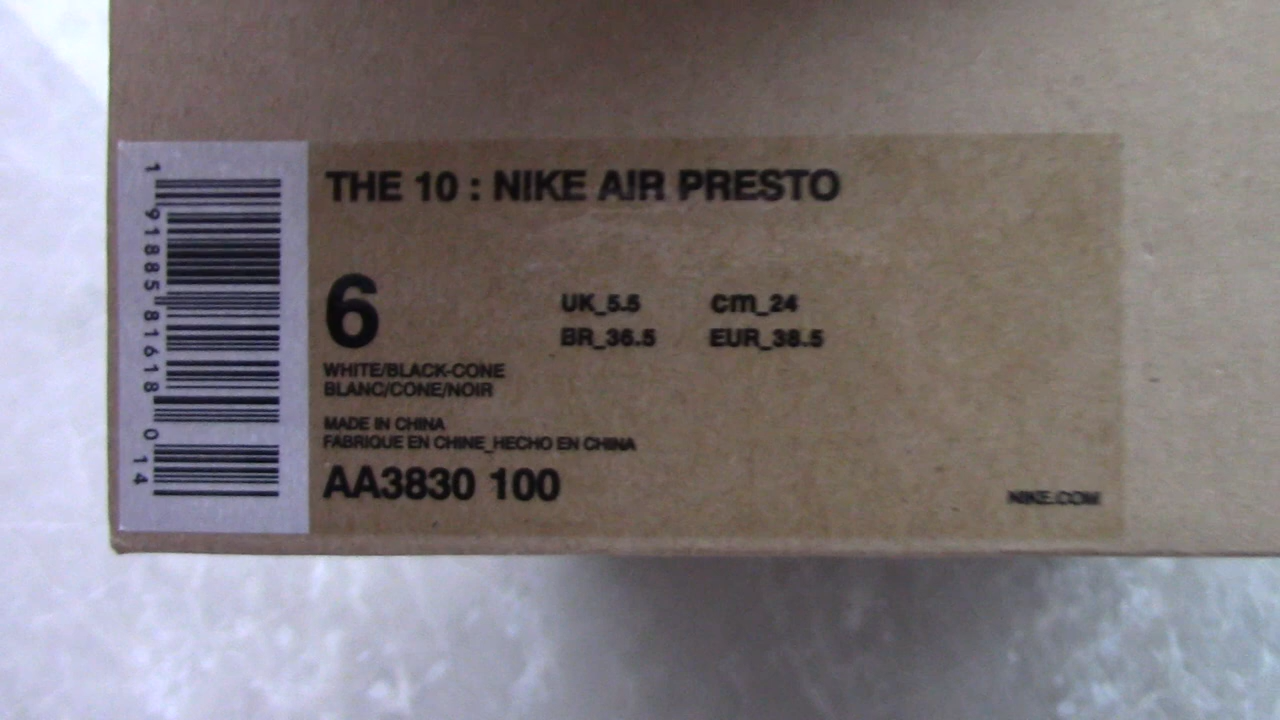 THE 10 : NIKE AIR PRESTO
6
UK_5.5 cm_24
BR_36.5 EUR_38.5
WHITE/BLACK-CONE
BLANC/CONE/NOIR
MADE IN CHINA
FABRIQUE EN CHINE_HECHO EN CHINA
AA3830 100
NIKE.COM
1 91885 81618 0 14